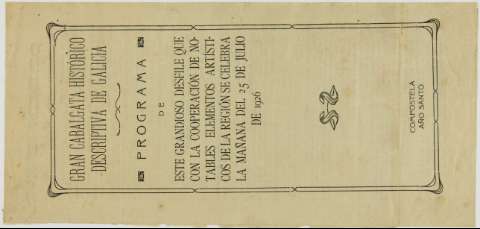 GRAN CABALGATA HISTÓRICO
DESCRIPTIVA DE GALICIA
PROGRAMA
DE
ESTE GRANDIOSO DESFILE QUE
CON LA COOPERACIÓN DE NO-
TABLES ELEMENTOS ARTÍSTI-
COS DE LA REGIÓN SE CELEBRA
LA MAÑANA DEL 25 DE JULIO
DE 1926
COMPOSTELA
AÑO SANTO